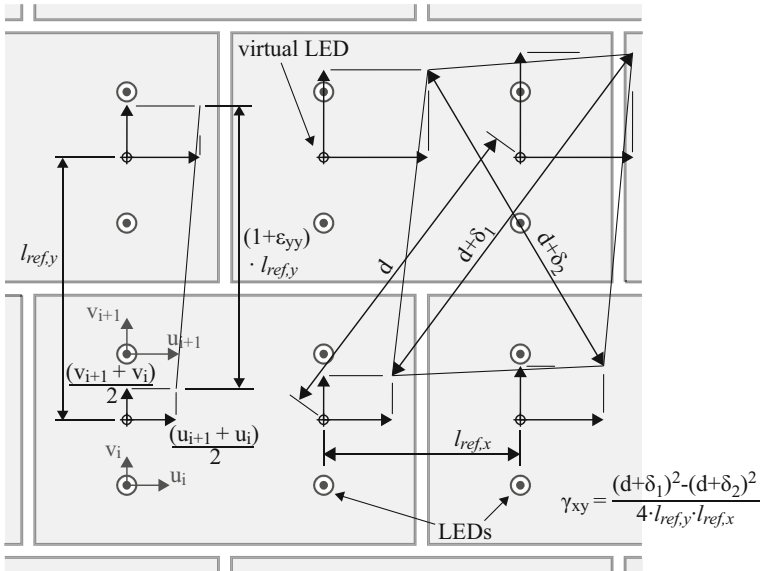 virtual LED
l_ref,y
(1+ε_yy)
· l_ref,y
d
d+δ_1
d+δ_2
v_i+1
u_i+1
(v_i+1 + v_i)
2
(u_i+1 + u_i)
2
v_i
u_i
l_ref,x
LEDs
γ_xy = (d+δ_1)^2-(d+δ_2)^2
4·l_ref,y·l_ref,x